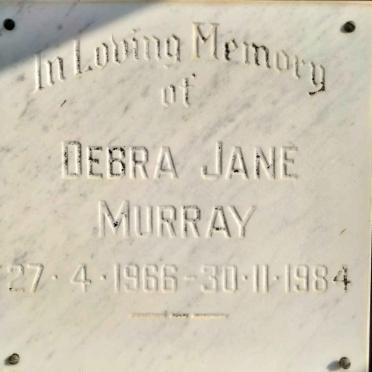 In Loving Memory
of
DEBRA JANE
MURRAY
27·4·1966-30·11·1984